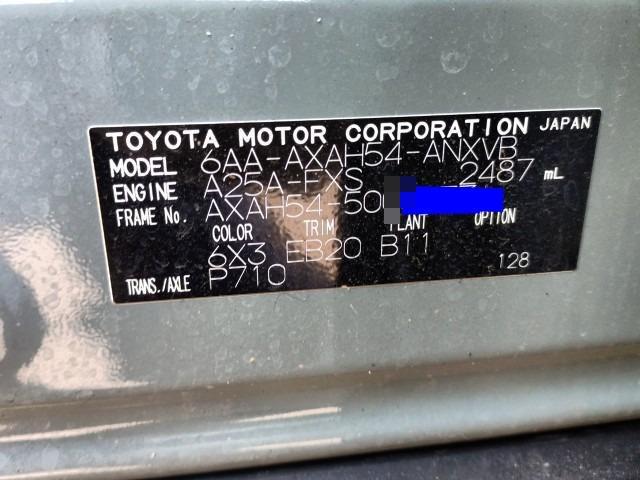 TOYOTA MOTOR CORPORATION JAPAN
MODEL 6AA-AXAH54-ANXVB
ENGINE A25A-FXS 2487 mL
FRAME No. AXAH54-50
COLOR TRIM PLANT OPTION
6X3 EB20 B11
TRANS./AXLE P710 128